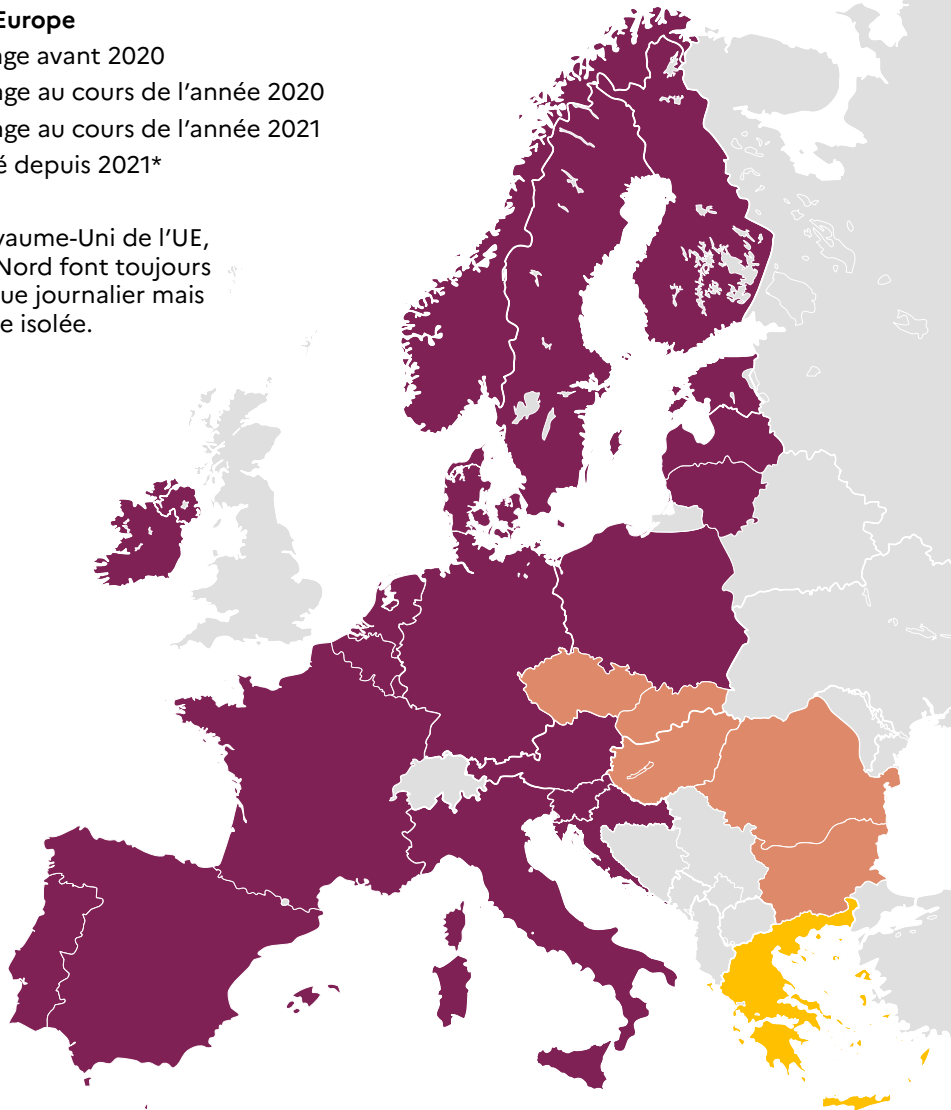 Europe
ge avant 2020
ge au cours de l'année 2020
ge au cours de l'année 2021
é depuis 2021*
yaume-Uni de l'UE,
Nord font toujours
ue journalier mais
e isolée.